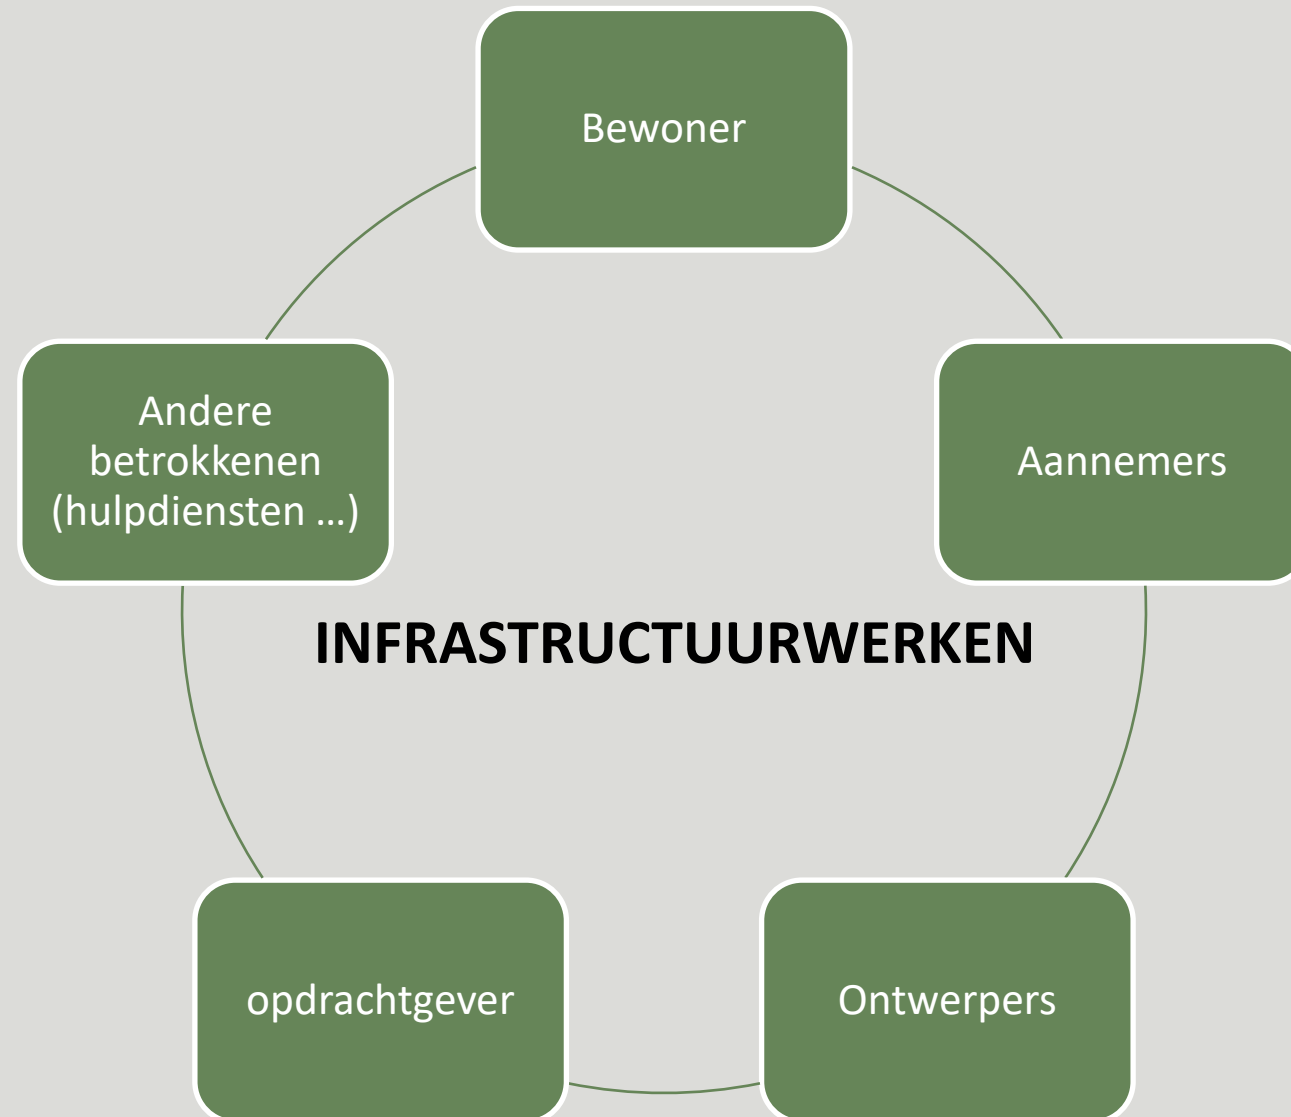 Bewoner
Andere
betrokkenen
(hulpdiensten …)
Aannemers
INFRASTRUCTUURWERKEN
opdrachtgever
Ontwerpers